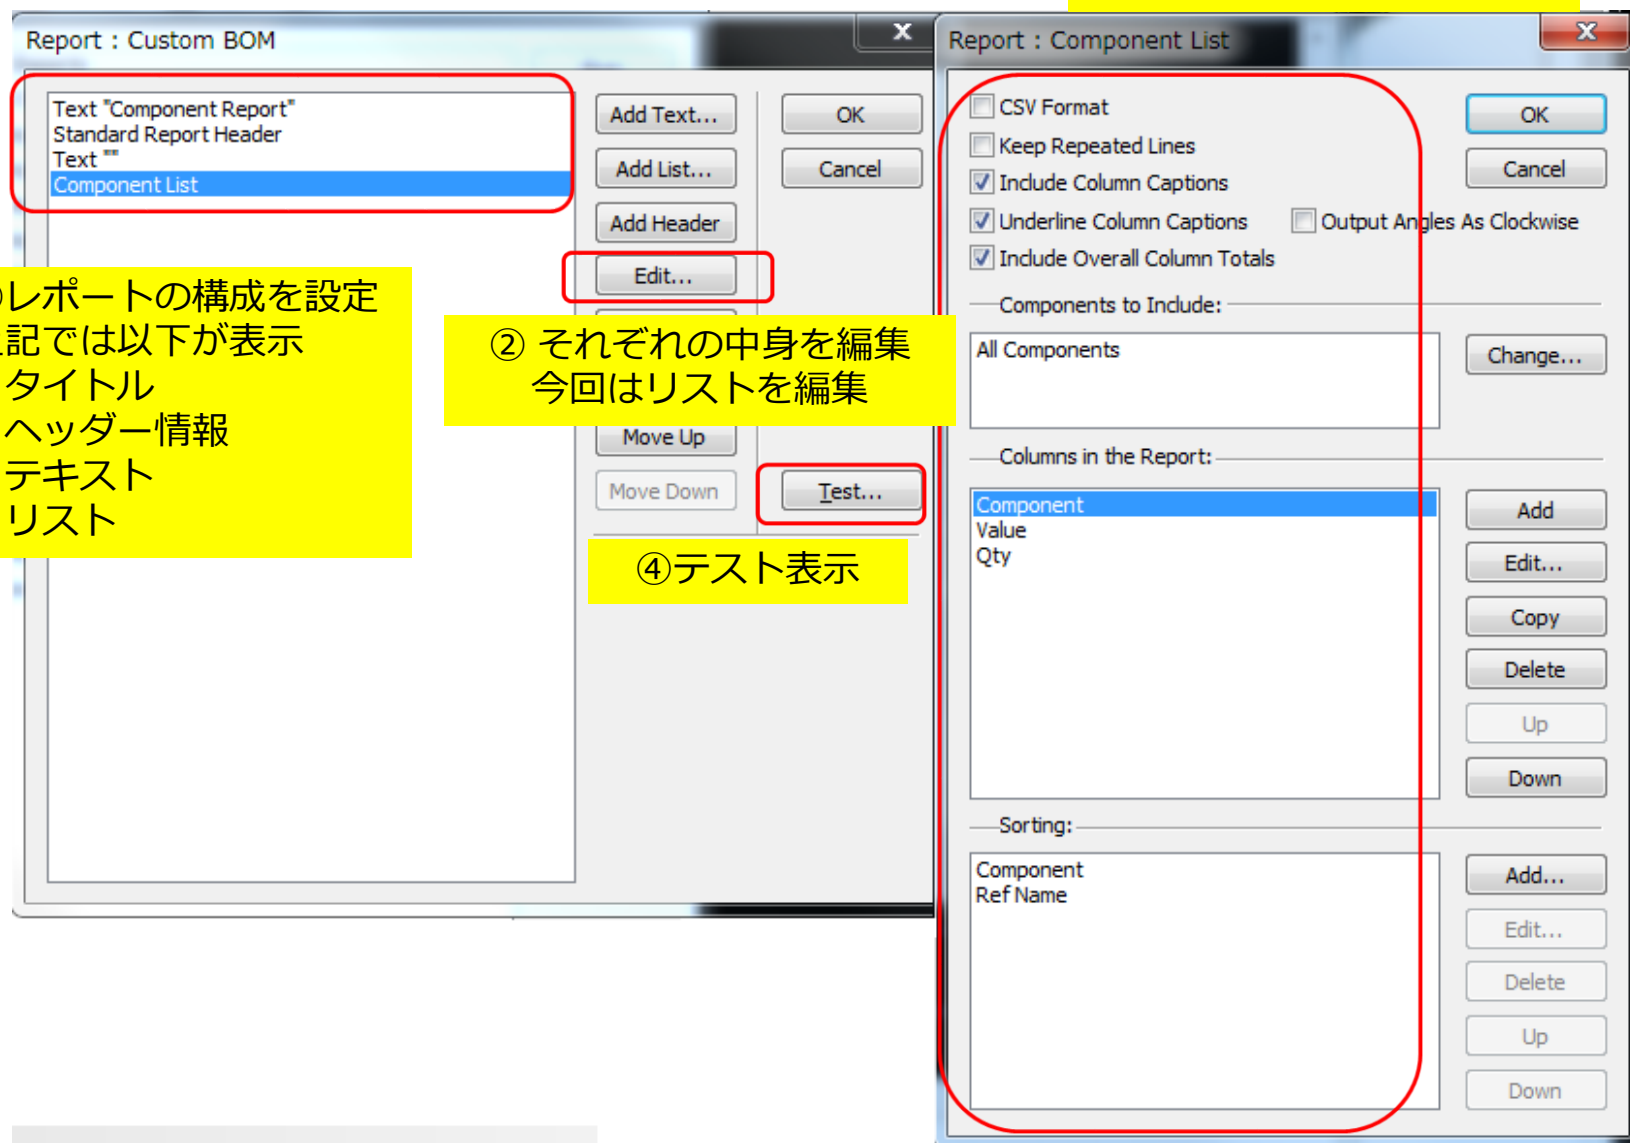 Report : Custom BOM
Text "Component Report"
Standard Report Header
Text ""
Component List
Add Text...
Add List...
Add Header
Edit...
Move Up
Move Down
OK
Cancel
Test...
レポートの構成を設定
記では以下が表示
タイトル
ヘッダー情報
テキスト
リスト
② それぞれの中身を編集
今回はリストを編集
④テスト表示
Report : Component List
CSV Format
Keep Repeated Lines
Include Column Captions
Underline Column Captions
Output Angles As Clockwise
Include Overall Column Totals
OK
Cancel
Components to Include:
All Components
Change...
Columns in the Report:
Component
Value
Qty
Add
Edit...
Copy
Delete
Up
Down
Sorting:
Component
Ref Name
Add...
Edit...
Delete
Up
Down